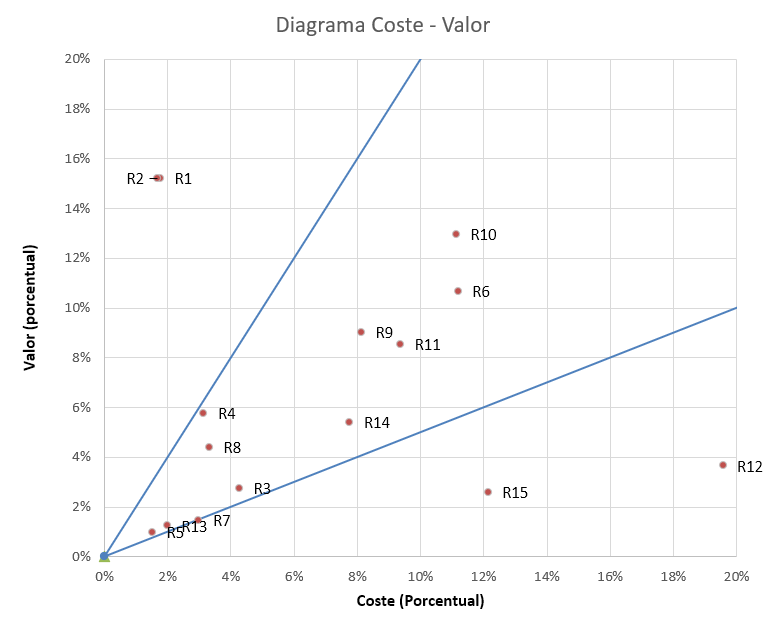 Diagrama Coste - Valor
20%
18%
16%
14%
12%
10%
8%
6%
4%
2%
0%
Valor (porcentual)
R2
R1
R10
R6
R9
R11
R4
R14
R8
R12
R3
R15
R7
R13
R5
0%
2%
4%
6%
8%
10%
12%
14%
16%
18%
20%
Coste (Porcentual)